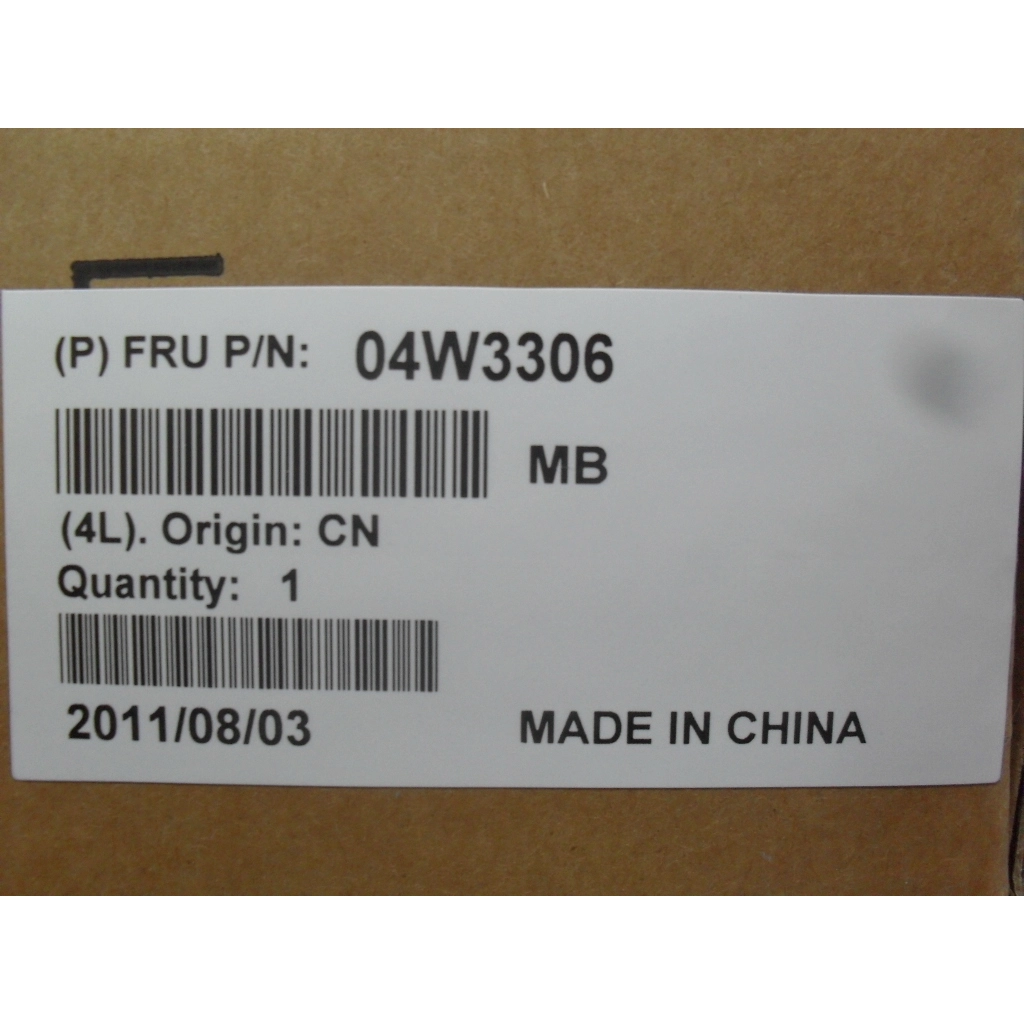 (P) FRU P/N: 04W3306
MB
(4L). Origin: CN
Quantity: 1
2011/08/03 MADE IN CHINA